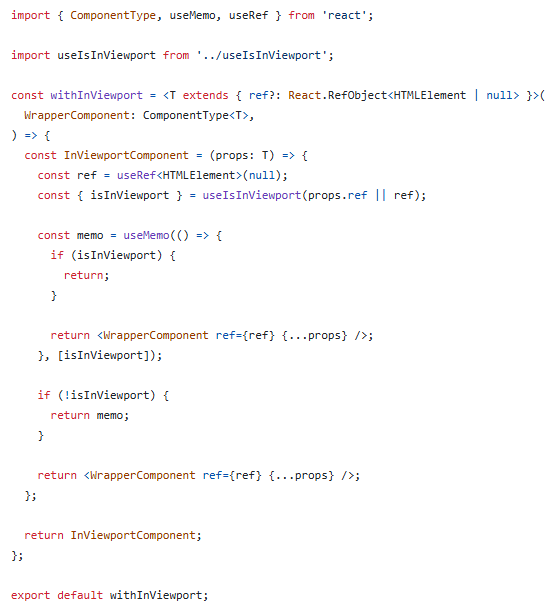 import { ComponentType, useMemo, useRef } from 'react';

import useIsInViewport from '../useIsInViewport';

const withInViewport = <T extends { ref?: React.RefObject<HTMLElement | null> }>(
  WrapperComponent: ComponentType<T>,
) => {
  const InViewportComponent = (props: T) => {
    const ref = useRef<HTMLElement>(null);
    const { isInViewport } = useIsInViewport(props.ref || ref);

    const memo = useMemo(() => {
      if (isInViewport) {
        return;
      }

      return <WrapperComponent ref={ref} {...props} />;
    }, [isInViewport]);

    if (!isInViewport) {
      return memo;
    }

    return <WrapperComponent ref={ref} {...props} />;
  };

  return InViewportComponent;
};

export default withInViewport;